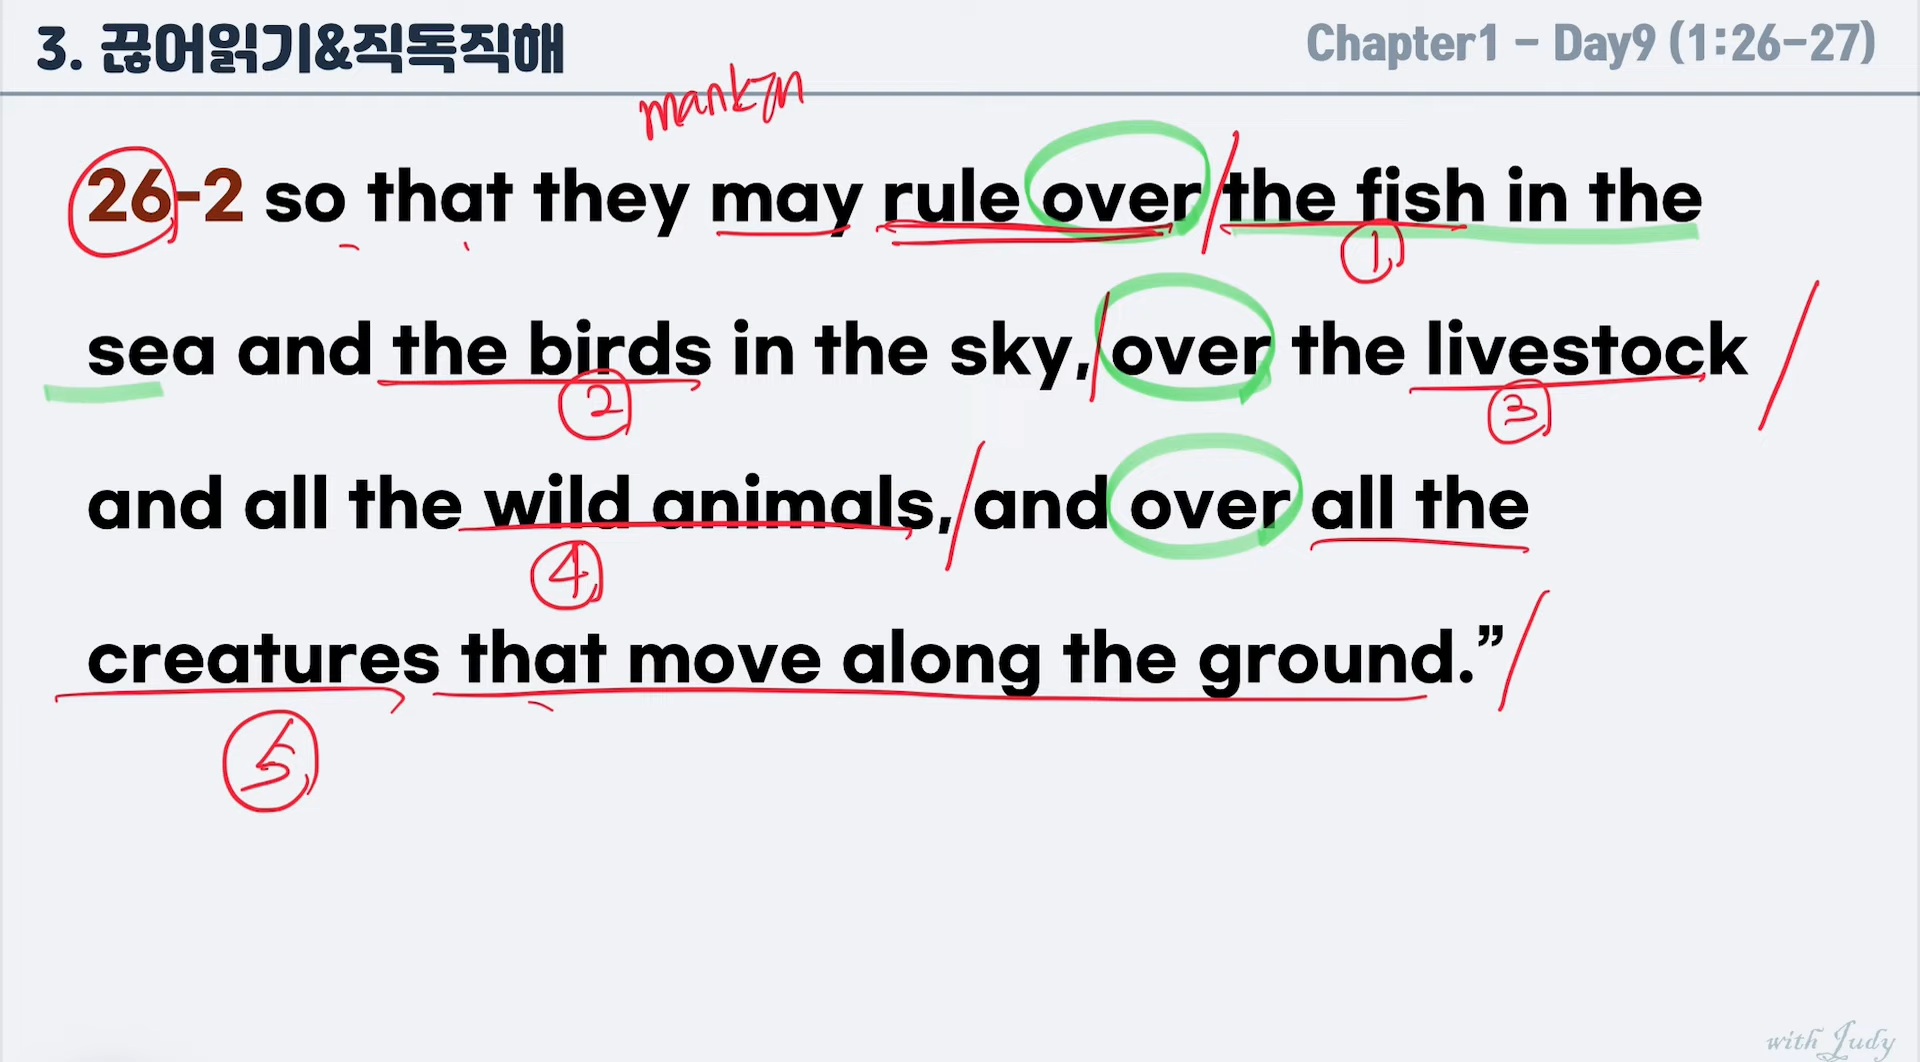 3. 끊어읽기&직독직해
Chapter1 – Day9 (1:26-27)
mankin
26-2 so that they may rule over / the fish in the
①
sea and the birds in the sky, / over the livestock /
② ③
and all the wild animals, / and over all the
④
creatures that move along the ground.” /
⑤
with Judy